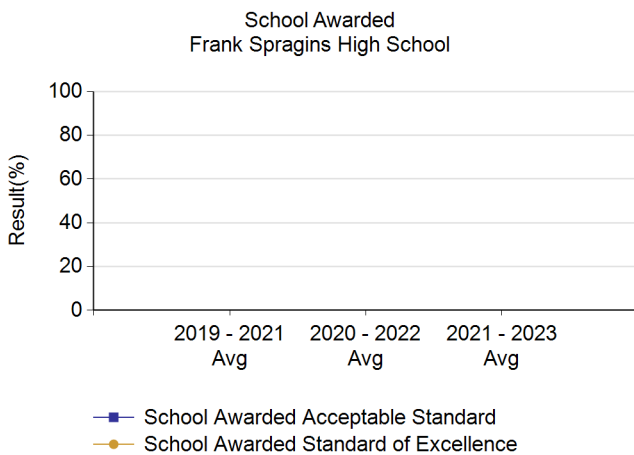 School Awarded
Frank Spragins High School
Result(%)
100
80
60
40
20
0
2019 - 2021 2020 - 2022 2021 - 2023
Avg Avg Avg
School Awarded Acceptable Standard
School Awarded Standard of Excellence